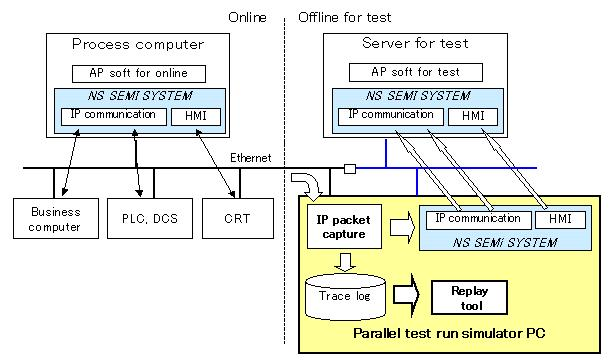 Online
Offline for test
Process computer
AP soft for online
NS SEMI SYSTEM
IP communication
HMI
Server for test
AP soft for test
NS SEMI SYSTEM
IP communication
HMI
Ethernet
Business
computer
PLC, DCS
CRT
IP packet
capture
IP communication
HMI
NS SEMI SYSTEM
Trace log
Replay
tool
Parallel test run simulator PC